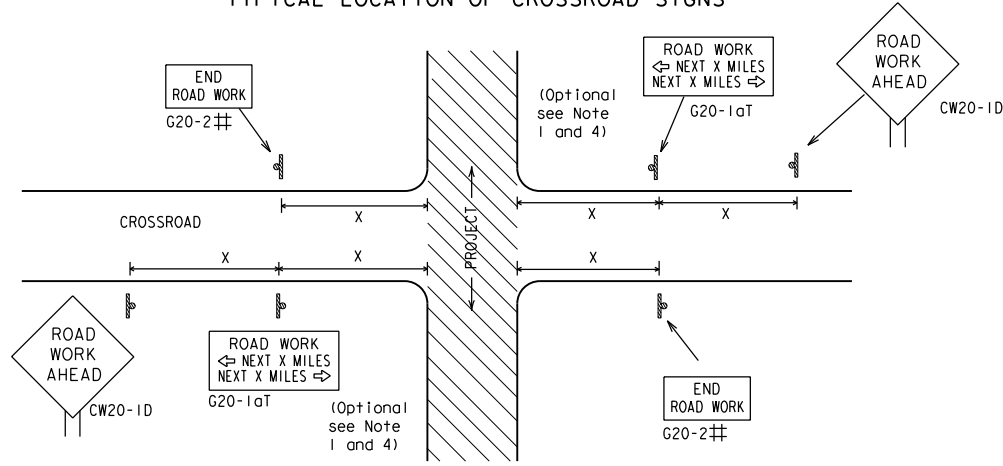 TYPICAL LOCATION OF CROSSROAD SIGNS
END
ROAD WORK
G20-2#
(Optional
see Note
1 and 4)
ROAD WORK
⇦ NEXT X MILES
NEXT X MILES ⇨
G20-1aT
ROAD
WORK
AHEAD
CW20-1D
X
X
X
CROSSROAD
PROJECT
X
X
X
ROAD
WORK
AHEAD
CW20-1D
ROAD WORK
⇦ NEXT X MILES
NEXT X MILES ⇨
G20-1aT
(Optional
see Note
1 and 4)
END
ROAD WORK
G20-2#